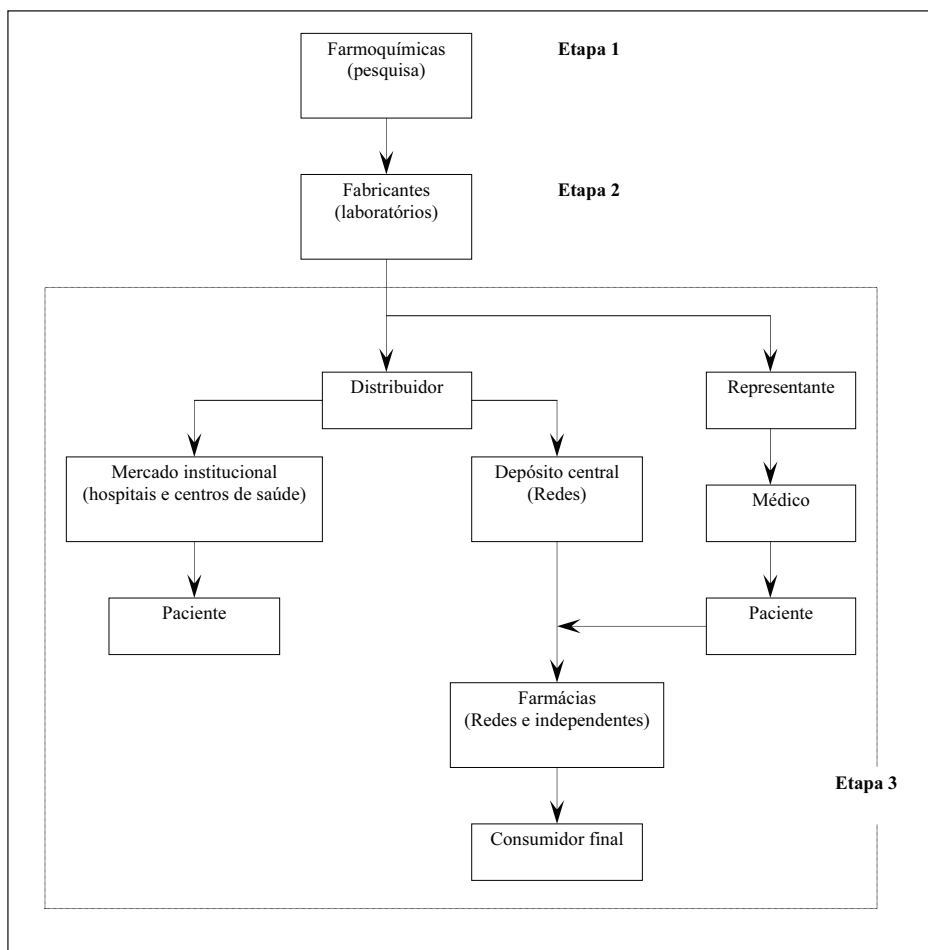 Farmoquímicas
(pesquisa)
Etapa 1
Fabricantes
(laboratórios)
Etapa 2
Distribuidor
Representante
Mercado institucional
(hospitais e centros de saúde)
Depósito central
(Redes)
Médico
Paciente
Paciente
Farmácias
(Redes e independentes)
Etapa 3
Consumidor final